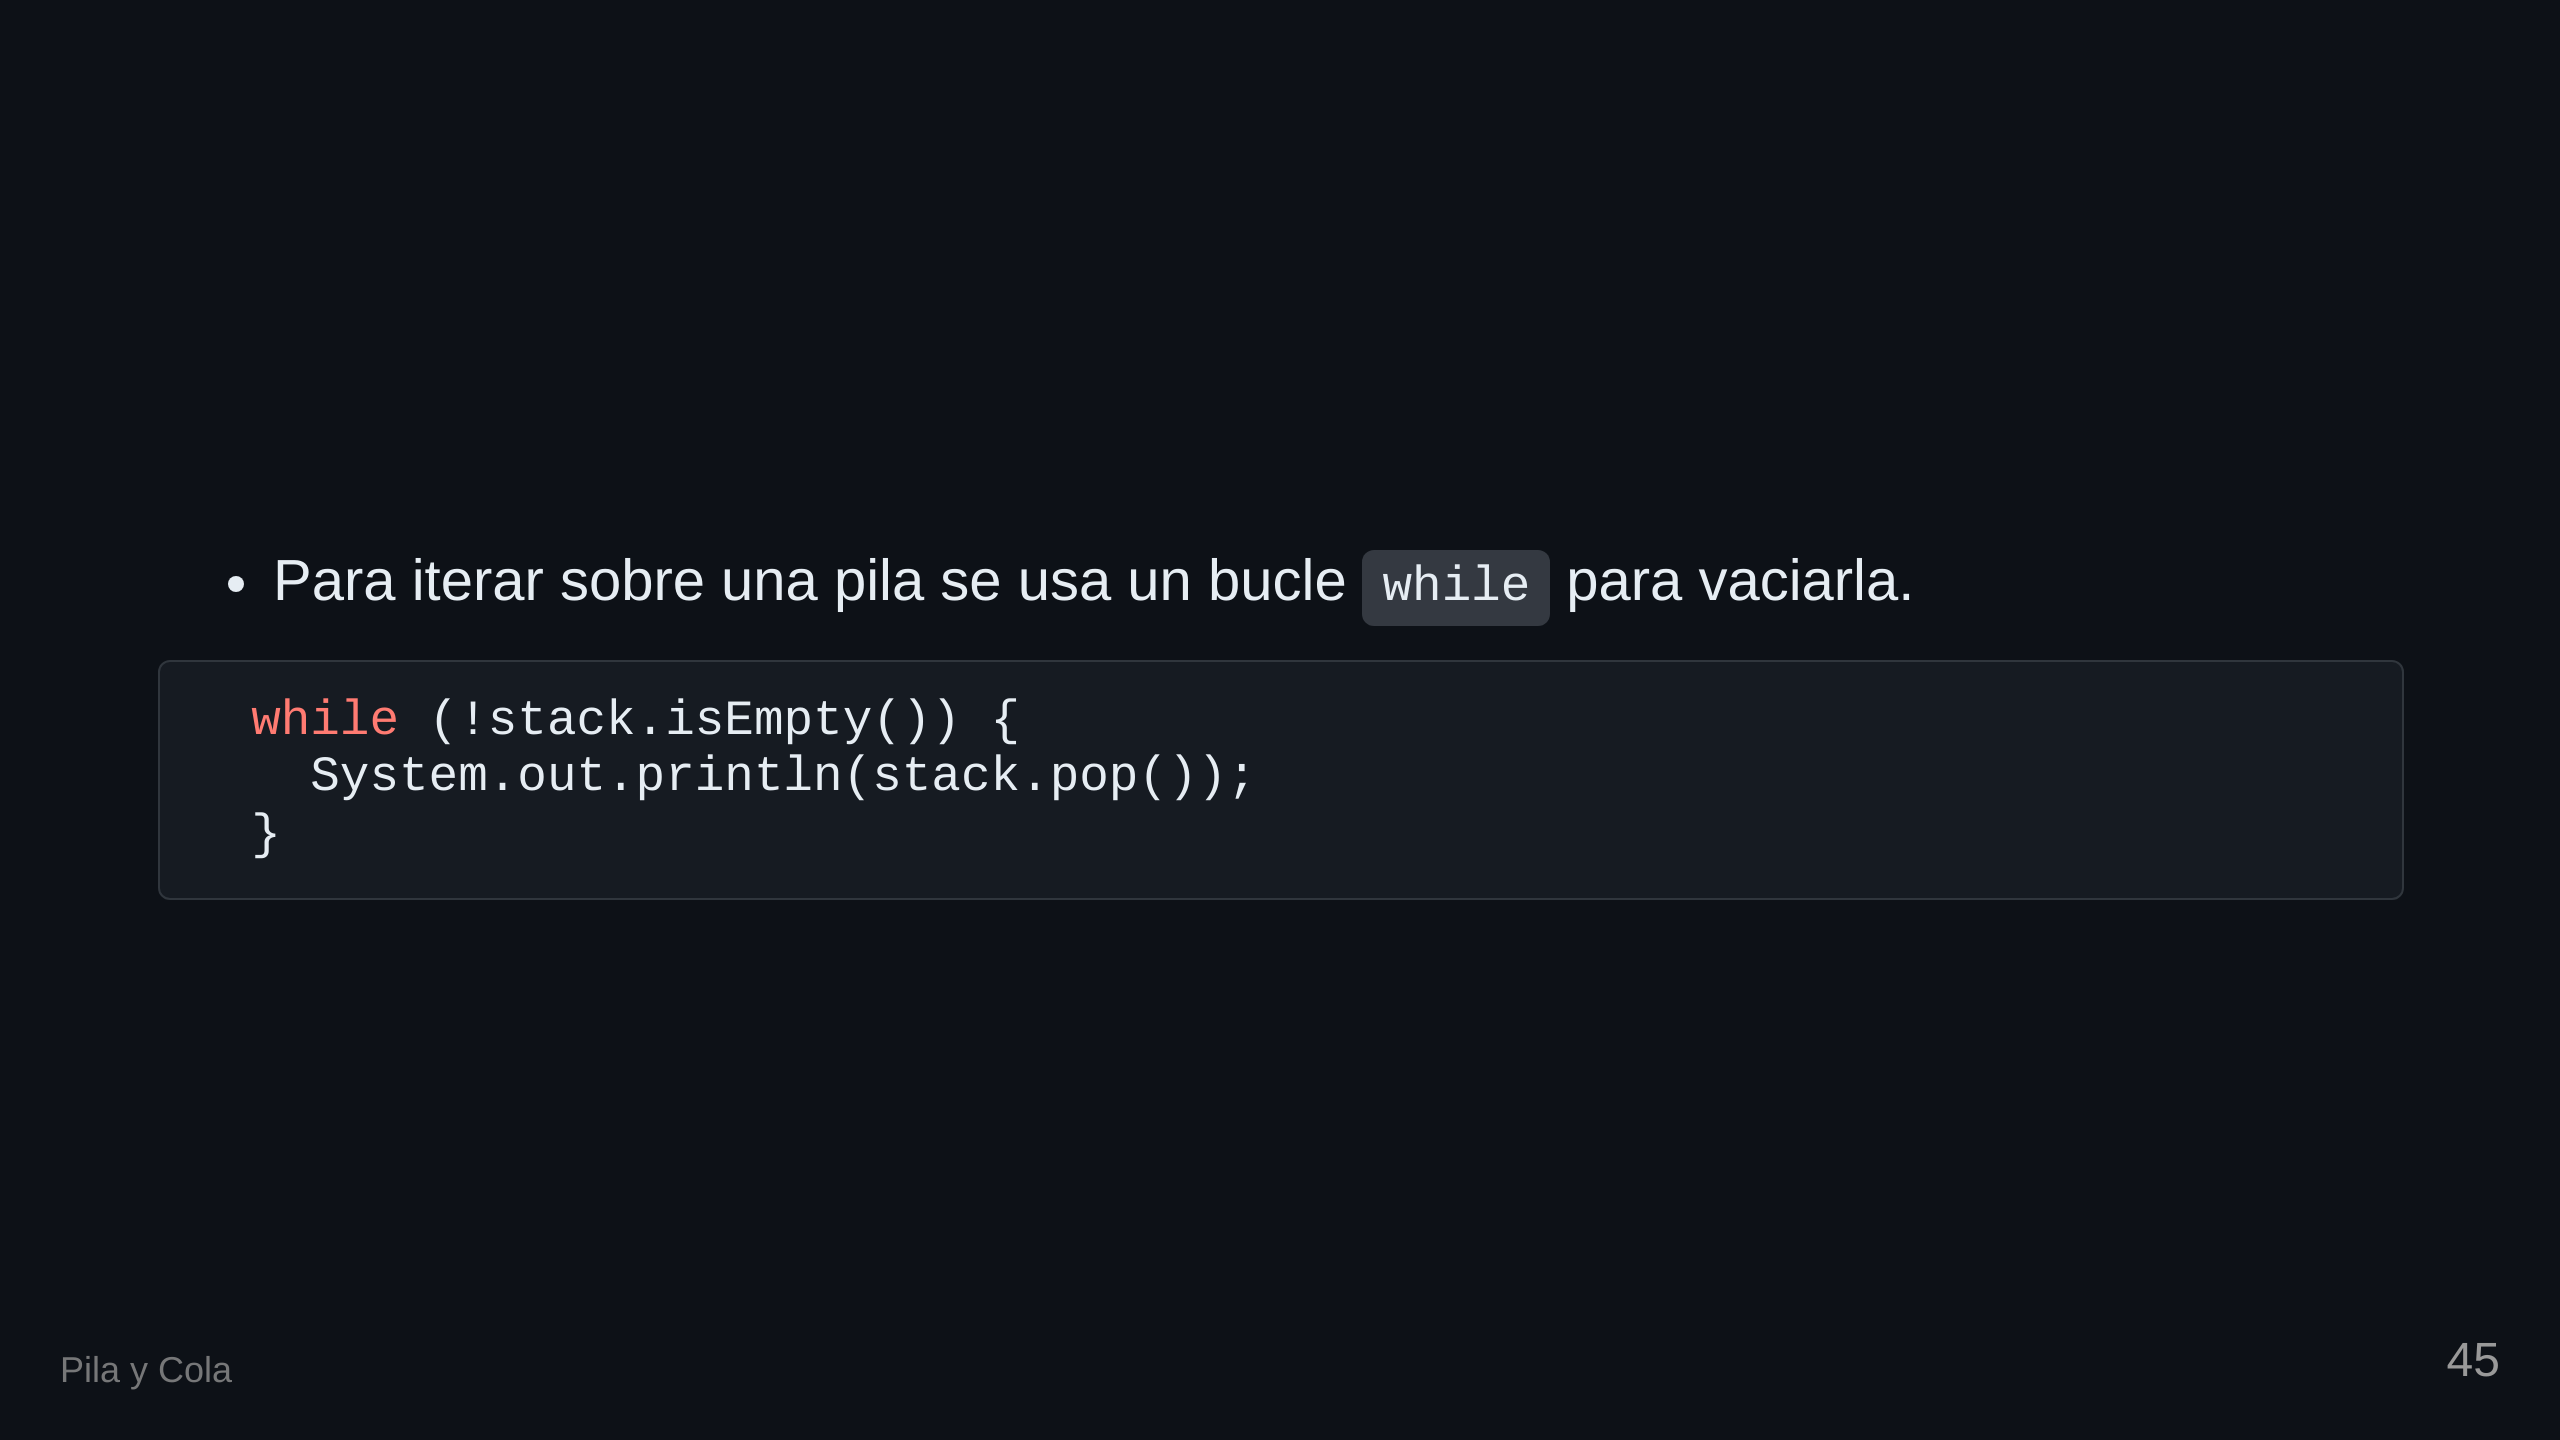 • Para iterar sobre una pila se usa un bucle while para vaciarla.
while (!stack.isEmpty()) {
  System.out.println(stack.pop());
}
Pila y Cola
45